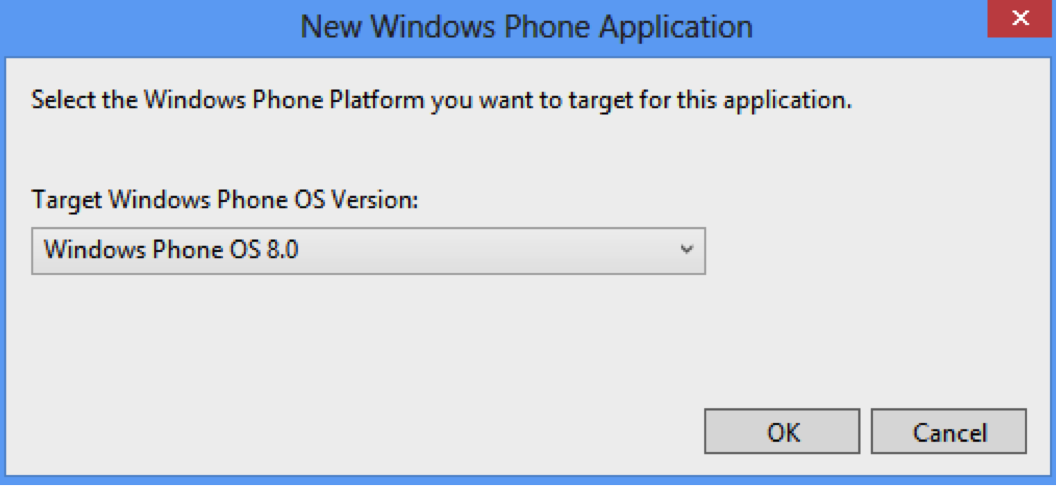 New Windows Phone Application
Select the Windows Phone Platform you want to target for this application.
Target Windows Phone OS Version:
Windows Phone OS 8.0
OK
Cancel